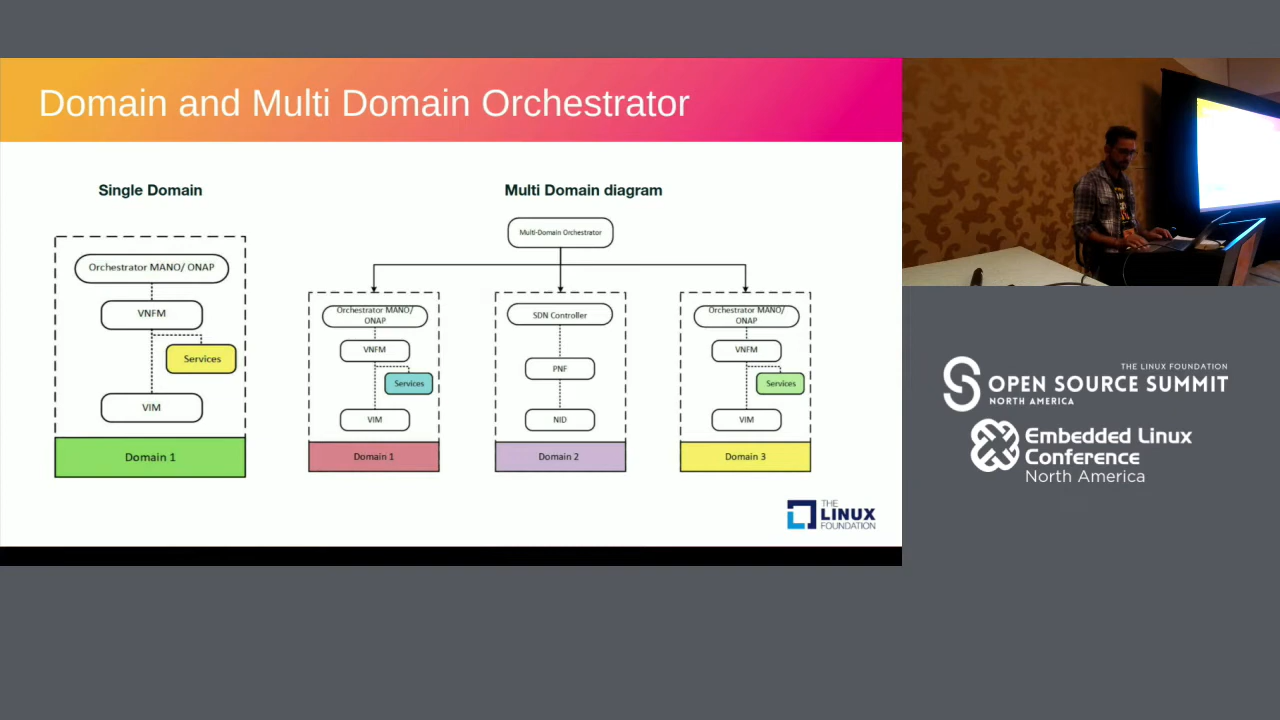 Domain and Multi Domain Orchestrator
Single Domain
Orchestrator MANO/ ONAP
VNFM
Services
VIM
Domain 1
Multi Domain diagram
Multi-Domain Orchestrator
Orchestrator MANO/
ONAP
VNFM
Services
VIM
Domain 1
SDN Controller
PNF
NID
Domain 2
Orchestrator MANO/
ONAP
VNFM
Services
VIM
Domain 3
THE
LINUX
FOUNDATION
THE LINUX FOUNDATION
OPEN SOURCE SUMMIT
NORTH AMERICA
Embedded Linux
Conference
North America